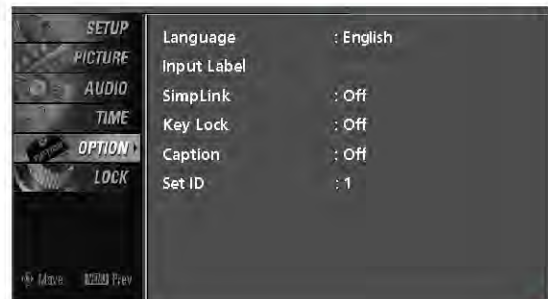 SETUP
PICTURE
AUDIO
TIME
OPTION
LOCK
Move MENU Prev
Language : English
Input Label
SimpLink : Off
Key Lock : Off
Caption : Off
Set ID : 1